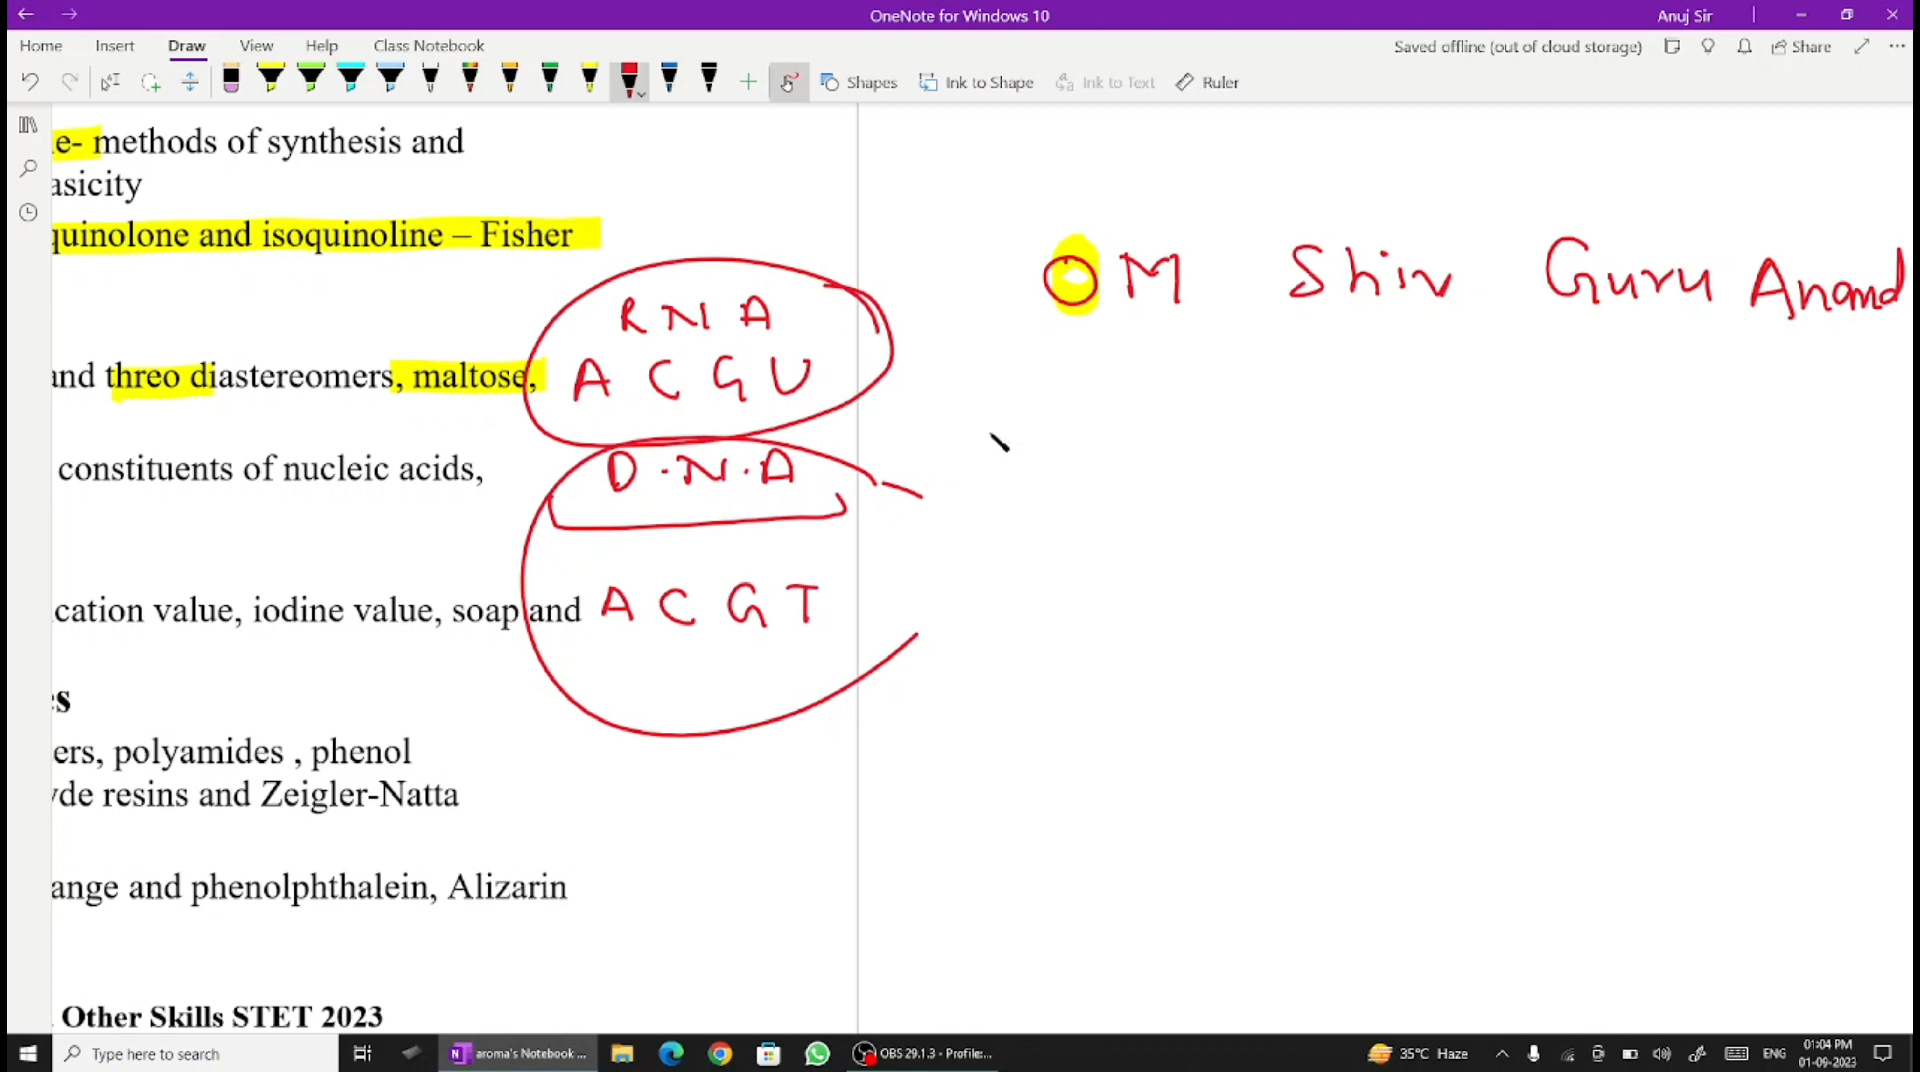 OneNote for Windows 10
Anuj Sir
Home Insert Draw View Help Class Notebook
Saved offline (out of cloud storage) Share
Shapes Ink to Shape Ink to Text Ruler
e- methods of synthesis and
asicity
quinolone and isoquinoline – Fisher
OM Shiv Guru Anand
RNA
and threo diastereomers, maltose,
A C G U
D.N.A
constituents of nucleic acids,
cation value, iodine value, soap and
A C G T
es
ers, polyamides , phenol
yde resins and Zeigler-Natta
ange and phenolphthalein, Alizarin
Other Skills STET 2023
Type here to search
aroma's Notebook ...
OBS 29.1.3 - Profile:...
35°C Haze
ENG
01:04 PM
01-09-2023